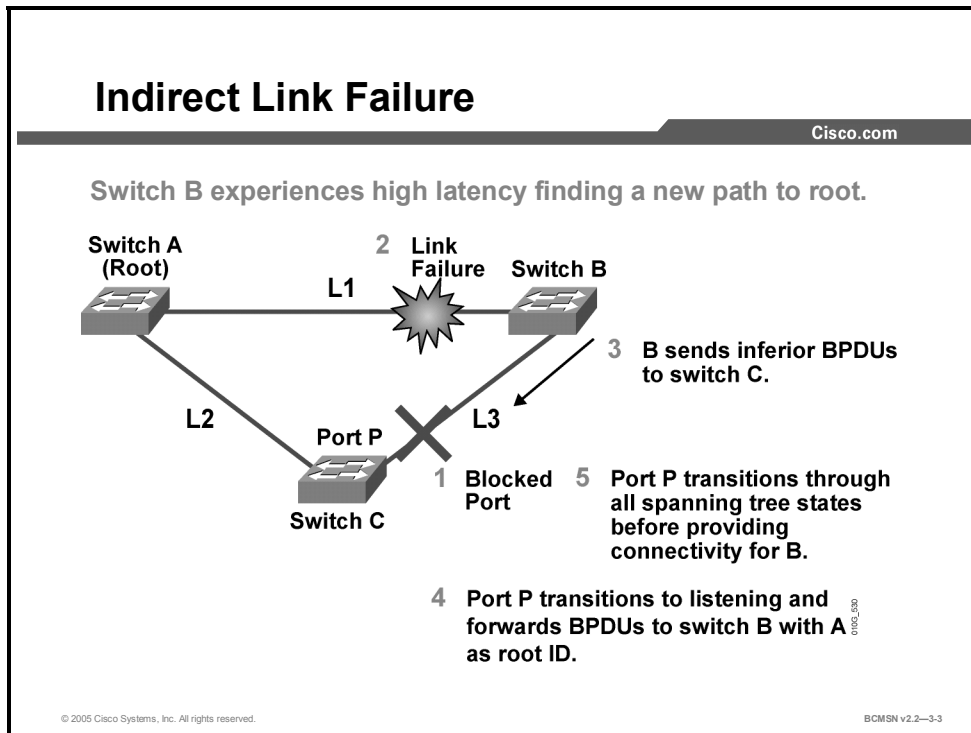 Indirect Link Failure
Cisco.com
Switch B experiences high latency finding a new path to root.
Switch A
(Root)
2 Link
Failure
Switch B
L1
3 B sends inferior BPDUs
to switch C.
L2
L3
Port P
Switch C
1 Blocked
Port
5 Port P transitions through
all spanning tree states
before providing
connectivity for B.
4 Port P transitions to listening and
forwards BPDUs to switch B with A
as root ID.
010G_530
© 2005 Cisco Systems, Inc. All rights reserved.
BCMSN v2.2—3-3